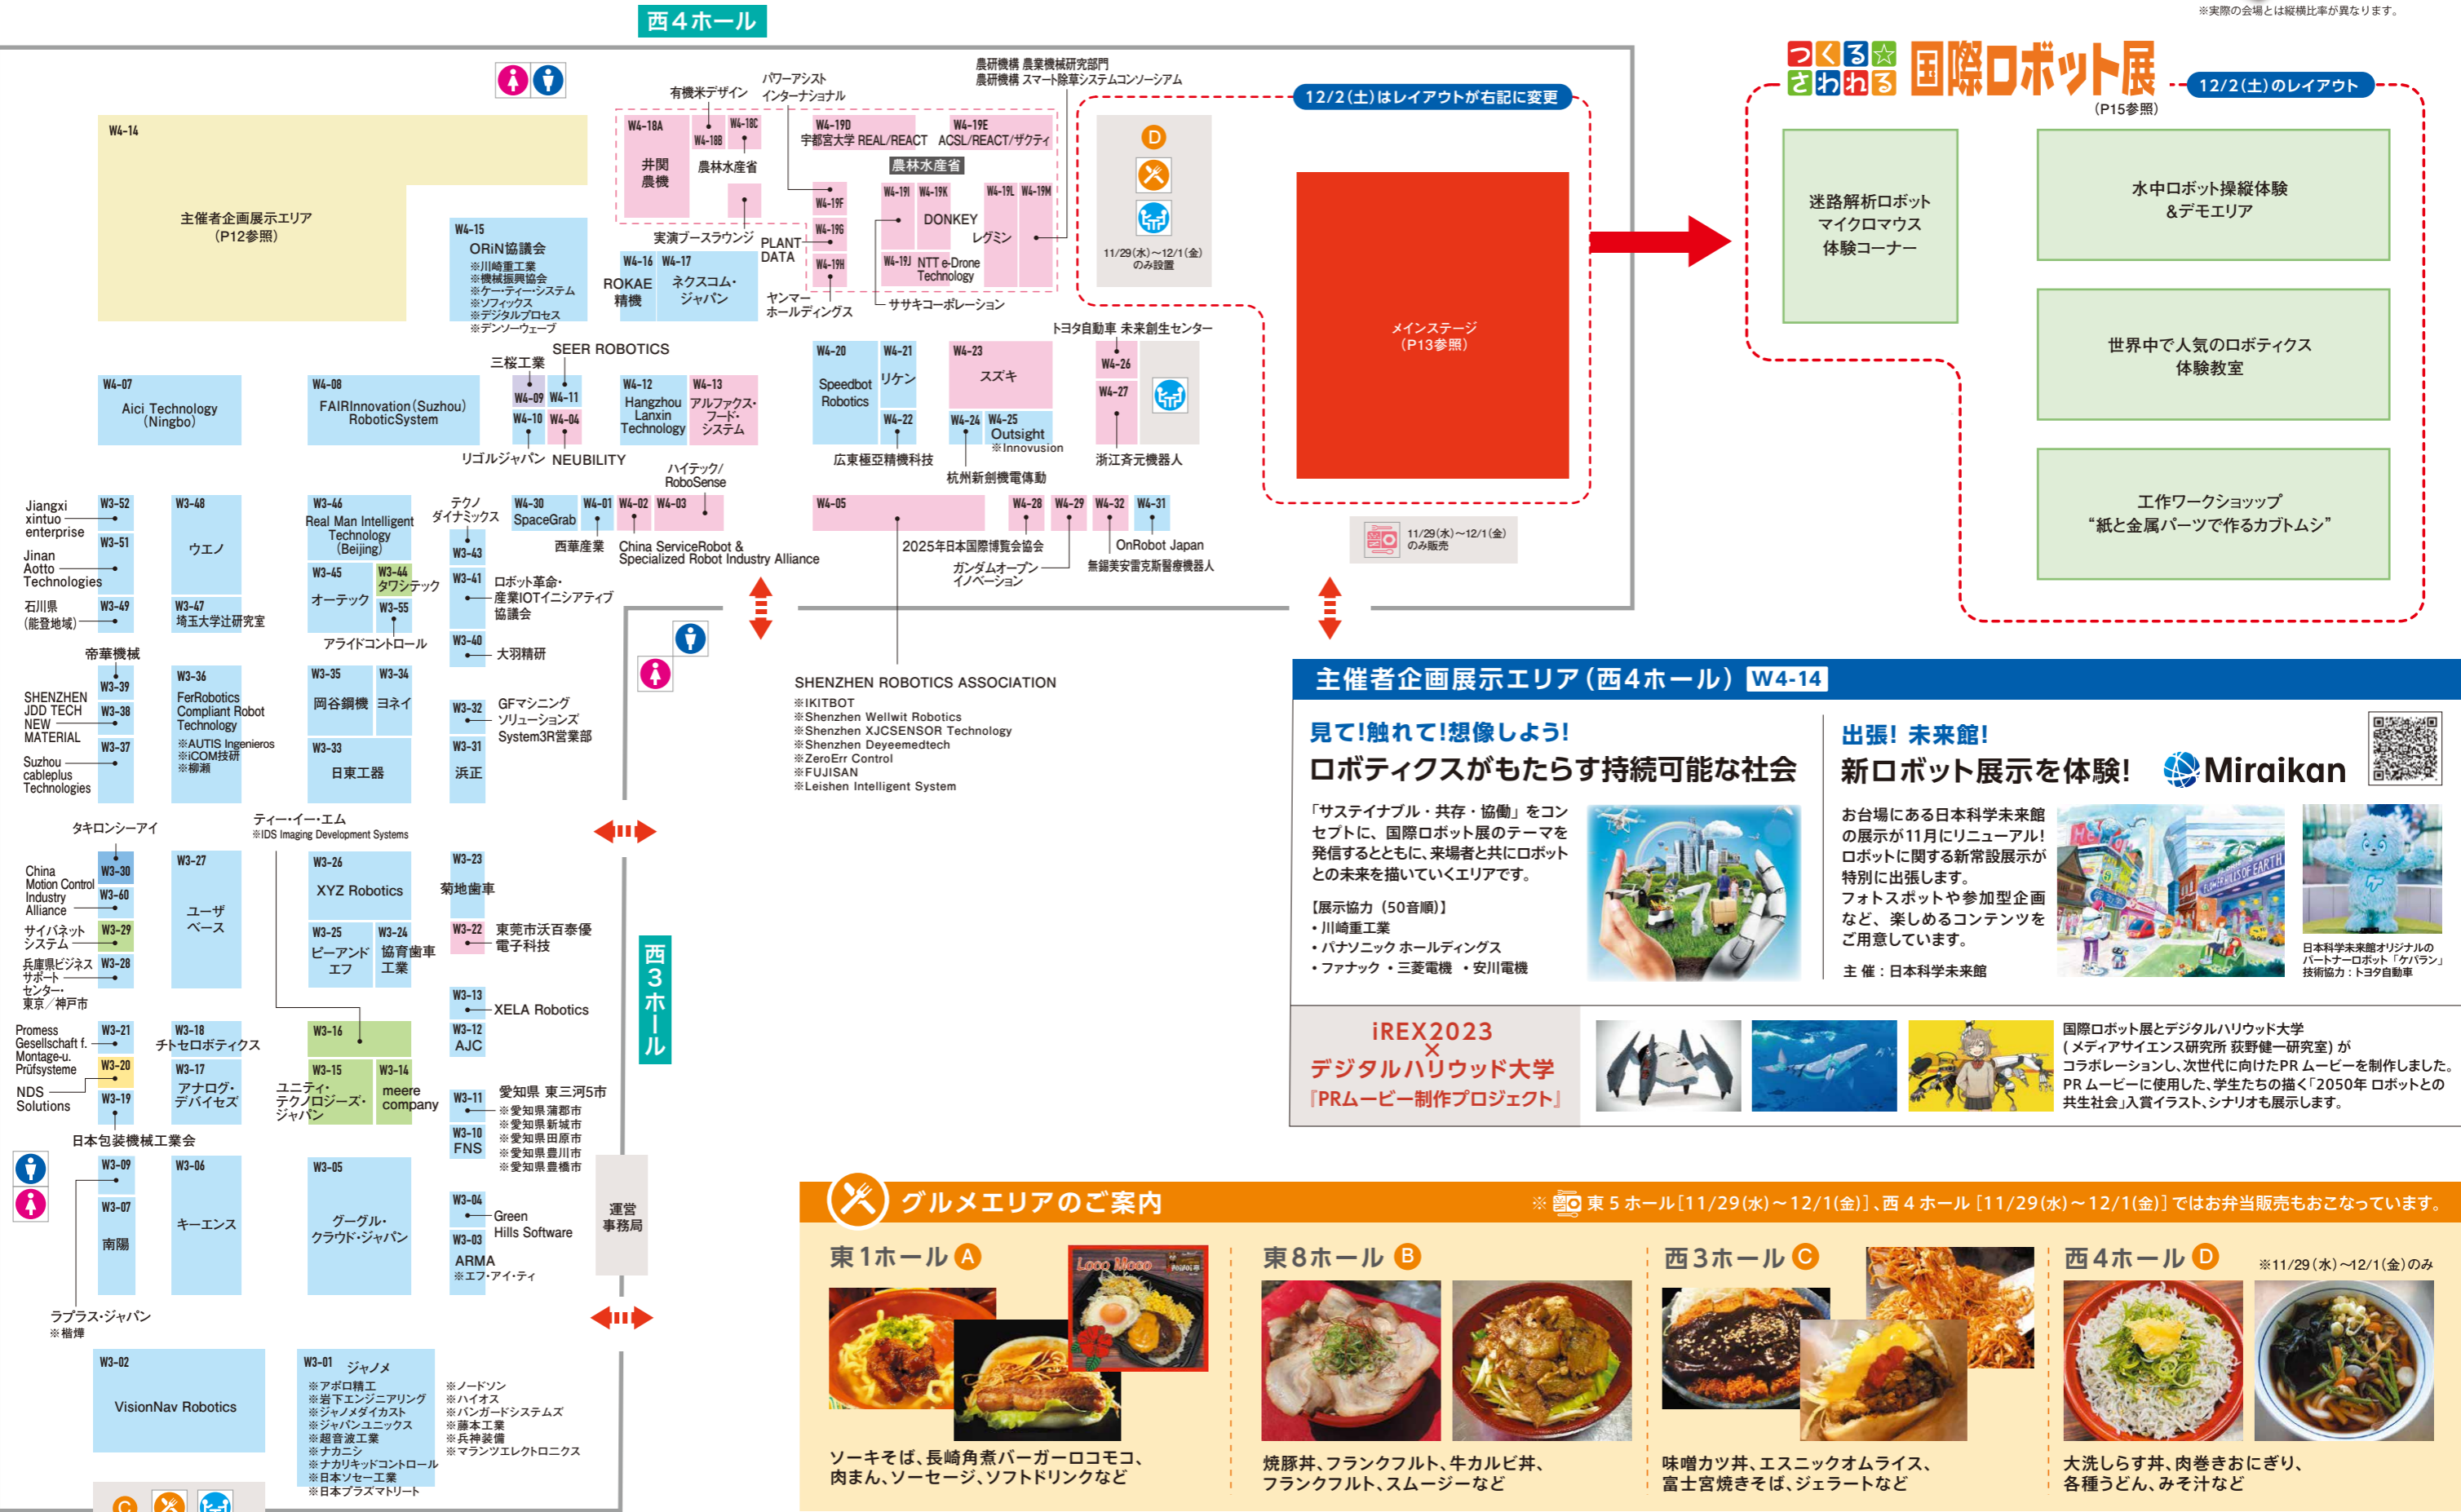 西4ホール
※実際の会場とは縦横比率が異なります。
つくる☆
さわれる
国際ロボット展
(P15参照)
12/2(土)のレイアウト
12/2(土)はレイアウトが右記に変更
迷路解析ロボット
マイクロマウス
体験コーナー
水中ロボット操縦体験
&デモエリア
世界中で人気のロボティクス
体験教室
工作ワークショップ
“紙と金属パーツで作るカブトムシ”
メインステージ
(P13参照)
D
11/29(水)~12/1(金)
のみ設置
11/29(水)~12/1(金)
のみ販売
W4-14
主催者企画展示エリア
(P12参照)
W4-15
ORiN協議会
※川崎重工業
※機械振興協会
※ケー・ティー・システム
※ソフィックス
※デジタルプロセス
※デンソーウェーブ
W4-16
ROKAE
精機
W4-17
ネクスコム・
ジャパン
W4-18A
井関
農機
有機米デザイン
W4-18B
W4-18C
農林水産省
実演ブースラウンジ
パワーアシスト
インターナショナル
W4-19D
宇都宮大学 REAL/REACT
W4-19E
ACSL/REACT/ザクティ
農研機構 農業機械研究部門
農研機構 スマート除草システムコンソーシアム
農林水産省
W4-19F
W4-19G
PLANT
DATA
W4-19H
ヤンマー
ホールディングス
W4-19I
W4-19K
DONKEY
W4-19L
W4-19M
レグミン
W4-19J
NTT e-Drone
Technology
ササキコーポレーション
W4-07
Aici Technology
(Ningbo)
W4-08
FAIRInnovation(Suzhou)
RoboticSystem
SEER ROBOTICS
三桜工業
W4-09
W4-11
W4-10
W4-04
リゴルジャパン
NEUBILITY
W4-12
Hangzhou
Lanxin
Technology
W4-13
アルファクス・
フード・
システム
W4-20
Speedbot
Robotics
W4-21
リケン
W4-22
広東極亞精機科技
W4-23
スズキ
W4-24
杭州新劍機電傳動
W4-25
Outsight
※Innovusion
トヨタ自動車 未来創生センター
W4-26
W4-27
浙江斉元機器人
テクノ
ダイナミックス
W4-30
SpaceGrab
W4-01
西華産業
W4-02
China ServiceRobot &
Specialized Robot Industry Alliance
W4-03
ハイテック/
RoboSense
W4-05
W4-28
2025年日本国際博覧会協会
W4-29
ガンダムオープン
イノベーション
W4-32
無錫美安雷克斯醫療機器人
W4-31
OnRobot Japan
SHENZHEN ROBOTICS ASSOCIATION
※IKITBOT
※Shenzhen Wellwit Robotics
※Shenzhen XJCSENSOR Technology
※Shenzhen Deyeemedtech
※ZeroErr Control
※FUJISAN
※Leishen Intelligent System
Jiangxi
xintuo
enterprise
W3-52
Jinan
Aotto
Technologies
W3-51
石川県
(能登地域)
W3-49
W3-48
ウエノ
W3-47
埼玉大学辻研究室
W3-46
Real Man Intelligent
Technology
(Beijing)
W3-45
オーテック
W3-44
タワシテック
W3-55
アライドコントロール
W3-43
W3-41
ロボット革命・
産業IOTイニシアティブ
協議会
W3-40
大羽精研
帝華機械
W3-39
SHENZHEN
JDD TECH
NEW
MATERIAL
W3-38
Suzhou
cableplus
Technologies
W3-37
W3-36
FerRobotics
Compliant Robot
Technology
※AUTIS Ingenieros
※iCOM技研
※柳瀬
W3-35
岡谷鋼機
W3-34
ヨネイ
W3-33
日東工器
W3-32
GFマシニング
ソリューションズ
System3R営業部
W3-31
浜正
タキロンシーアイ
W3-30
China
Motion Control
Industry
Alliance
W3-60
サイバネット
システム
W3-29
兵庫県ビジネス
サポート
センター・
東京/神戸市
W3-28
W3-27
ユーザ
ベース
ティー・イー・エム
※IDS Imaging Development Systems
W3-26
XYZ Robotics
W3-25
ビーアンド
エフ
W3-24
協育歯車
工業
W3-23
菊地歯車
W3-22
東莞市沃百泰優
電子科技
西3ホール
Promess
Gesellschaft f.
Montage-u.
Prüfsysteme
W3-21
NDS
Solutions
W3-20
W3-19
日本包装機械工業会
W3-18
チトセロボティクス
W3-17
アナログ・
デバイセズ
W3-16
W3-15
ユニティ・
テクノロジーズ・
ジャパン
W3-14
meere
company
W3-13
XELA Robotics
W3-12
AJC
W3-11
愛知県 東三河5市
※愛知県蒲郡市
※愛知県新城市
※愛知県田原市
※愛知県豊川市
※愛知県豊橋市
W3-10
FNS
W3-09
W3-07
南陽
ラプラス・ジャパン
※楷燁
W3-06
キーエンス
W3-05
グーグル・
クラウド・ジャパン
W3-04
Green
Hills Software
W3-03
ARMA
※エフ・アイ・ティ
運営
事務局
W3-02
VisionNav Robotics
W3-01
ジャノメ
※アポロ精工
※岩下エンジニアリング
※ジャノメダイカスト
※ジャパンユニックス
※超音波工業
※ナカニシ
※ナカリキッドコントロール
※日本ソセー工業
※日本プラズマトリート
※ノードソン
※ハイオス
※バンガードシステムズ
※藤本工業
※兵神装備
※マランツエレクトロニクス
C
主催者企画展示エリア(西4ホール) W4-14
見て!触れて!想像しよう!
ロボティクスがもたらす持続可能な社会
「サステイナブル・共存・協働」をコン
セプトに、国際ロボット展のテーマを
発信するとともに、来場者と共にロボット
との未来を描いていくエリアです。
【展示協力(50音順)】
・川崎重工業
・パナソニック ホールディングス
・ファナック ・三菱電機 ・安川電機
出張! 未来館!
新ロボット展示を体験!
Miraikan
お台場にある日本科学未来館
の展示が11月にリニューアル!
ロボットに関する新常設展示が
特別に出張します。
フォトスポットや参加型企画
など、楽しめるコンテンツを
ご用意しています。
主 催:日本科学未来館
日本科学未来館オリジナルの
パートナーロボット「ケパラン」
技術協力:トヨタ自動車
iREX2023
×
デジタルハリウッド大学
『PRムービー制作プロジェクト』
国際ロボット展とデジタルハリウッド大学
(メディアサイエンス研究所 荻野健一研究室)が
コラボレーションし、次世代に向けたPRムービーを制作しました。
PRムービーに使用した、学生たちの描く「2050年 ロボットとの
共生社会」入賞イラスト、シナリオも展示します。
グルメエリアのご案内
※ 東5ホール[11/29(水)~12/1(金)]、西4ホール[11/29(水)~12/1(金)]ではお弁当販売もおこなっています。
東1ホール A
Loco Moco
ソーキそば、長崎角煮バーガーロコモコ、
肉まん、ソーセージ、ソフトドリンクなど
東8ホール B
焼豚丼、フランクフルト、牛カルビ丼、
フランクフルト、スムージーなど
西3ホール C
味噌カツ丼、エスニックオムライス、
富士宮焼きそば、ジェラートなど
西4ホール D
※11/29(水)~12/1(金)のみ
大洗しらす丼、肉巻きおにぎり、
各種うどん、みそ汁など